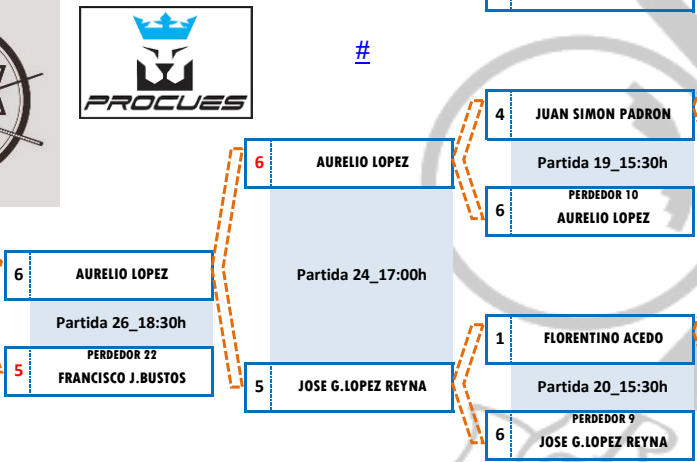 PROCUES
#
4 JUAN SIMON PADRON
Partida 19_15:30h
PERDEDOR 10
6 AURELIO LOPEZ
6 AURELIO LOPEZ
Partida 24_17:00h
5 JOSE G.LOPEZ REYNA
6 AURELIO LOPEZ
Partida 26_18:30h
PERDEDOR 22
5 FRANCISCO J.BUSTOS
1 FLORENTINO ACEDO
Partida 20_15:30h
PERDEDOR 9
6 JOSE G.LOPEZ REYNA